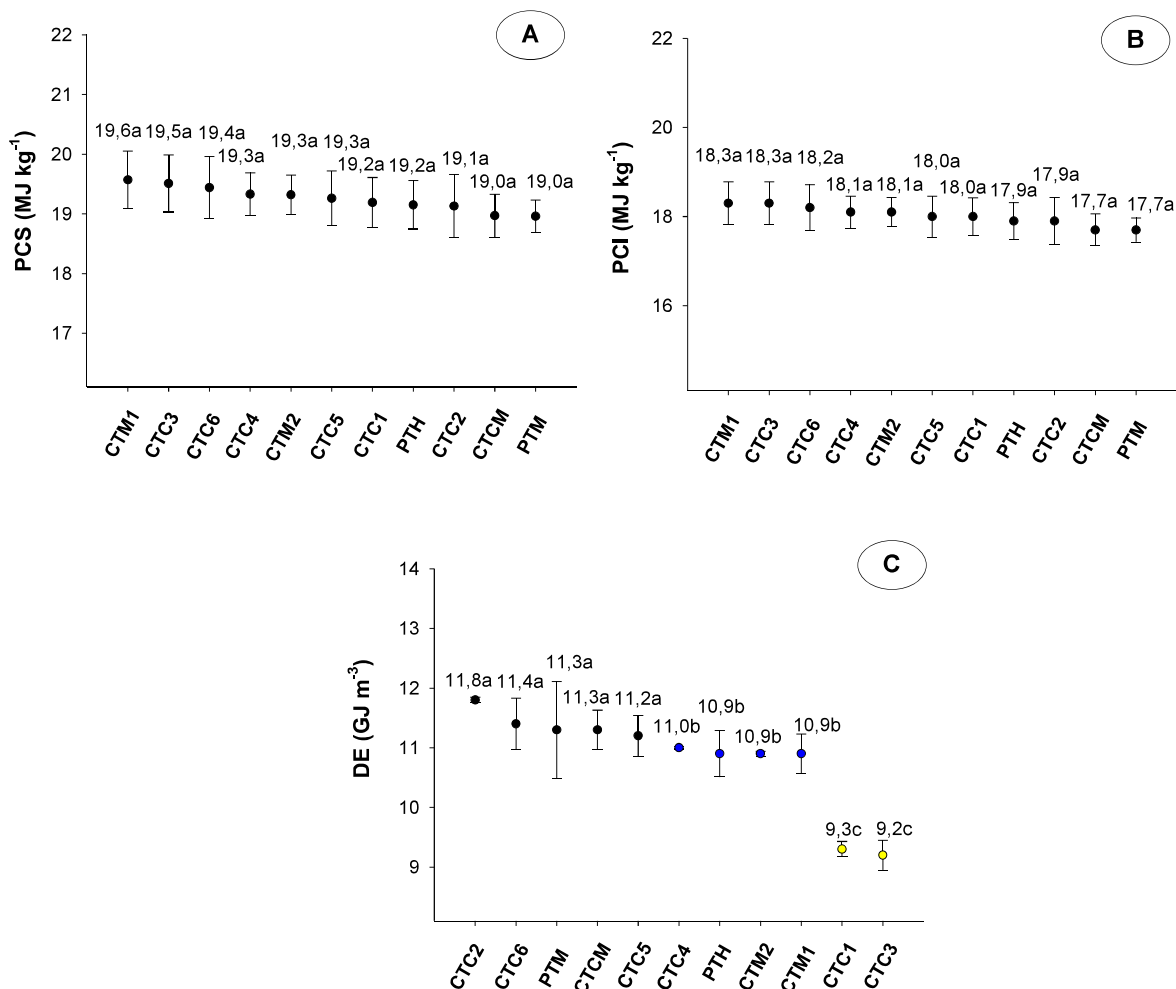 A
PCS (MJ kg-1)
22
21
20
19
18
17
19,6a 19,5a 19,4a 19,3a 19,3a 19,3a 19,2a 19,2a 19,1a 19,0a 19,0a
CTM1 CTC3 CTC6 CTC4 CTM2 CTC5 CTC1 PTH CTC2 CTCM PTM
B
PCI (MJ kg-1)
22
20
18
16
18,3a 18,3a 18,2a 18,1a 18,1a 18,0a 18,0a 17,9a 17,9a 17,7a 17,7a
CTM1 CTC3 CTC6 CTC4 CTM2 CTC5 CTC1 PTH CTC2 CTCM PTM
C
DE (GJ m-3)
14
13
12
11
10
9
11,8a 11,4a 11,3a 11,3a 11,2a 11,0b 10,9b 10,9b 10,9b 9,3c 9,2c
CTC2 CTC6 PTM CTCM CTC5 CTC4 PTH CTM2 CTM1 CTC1 CTC3